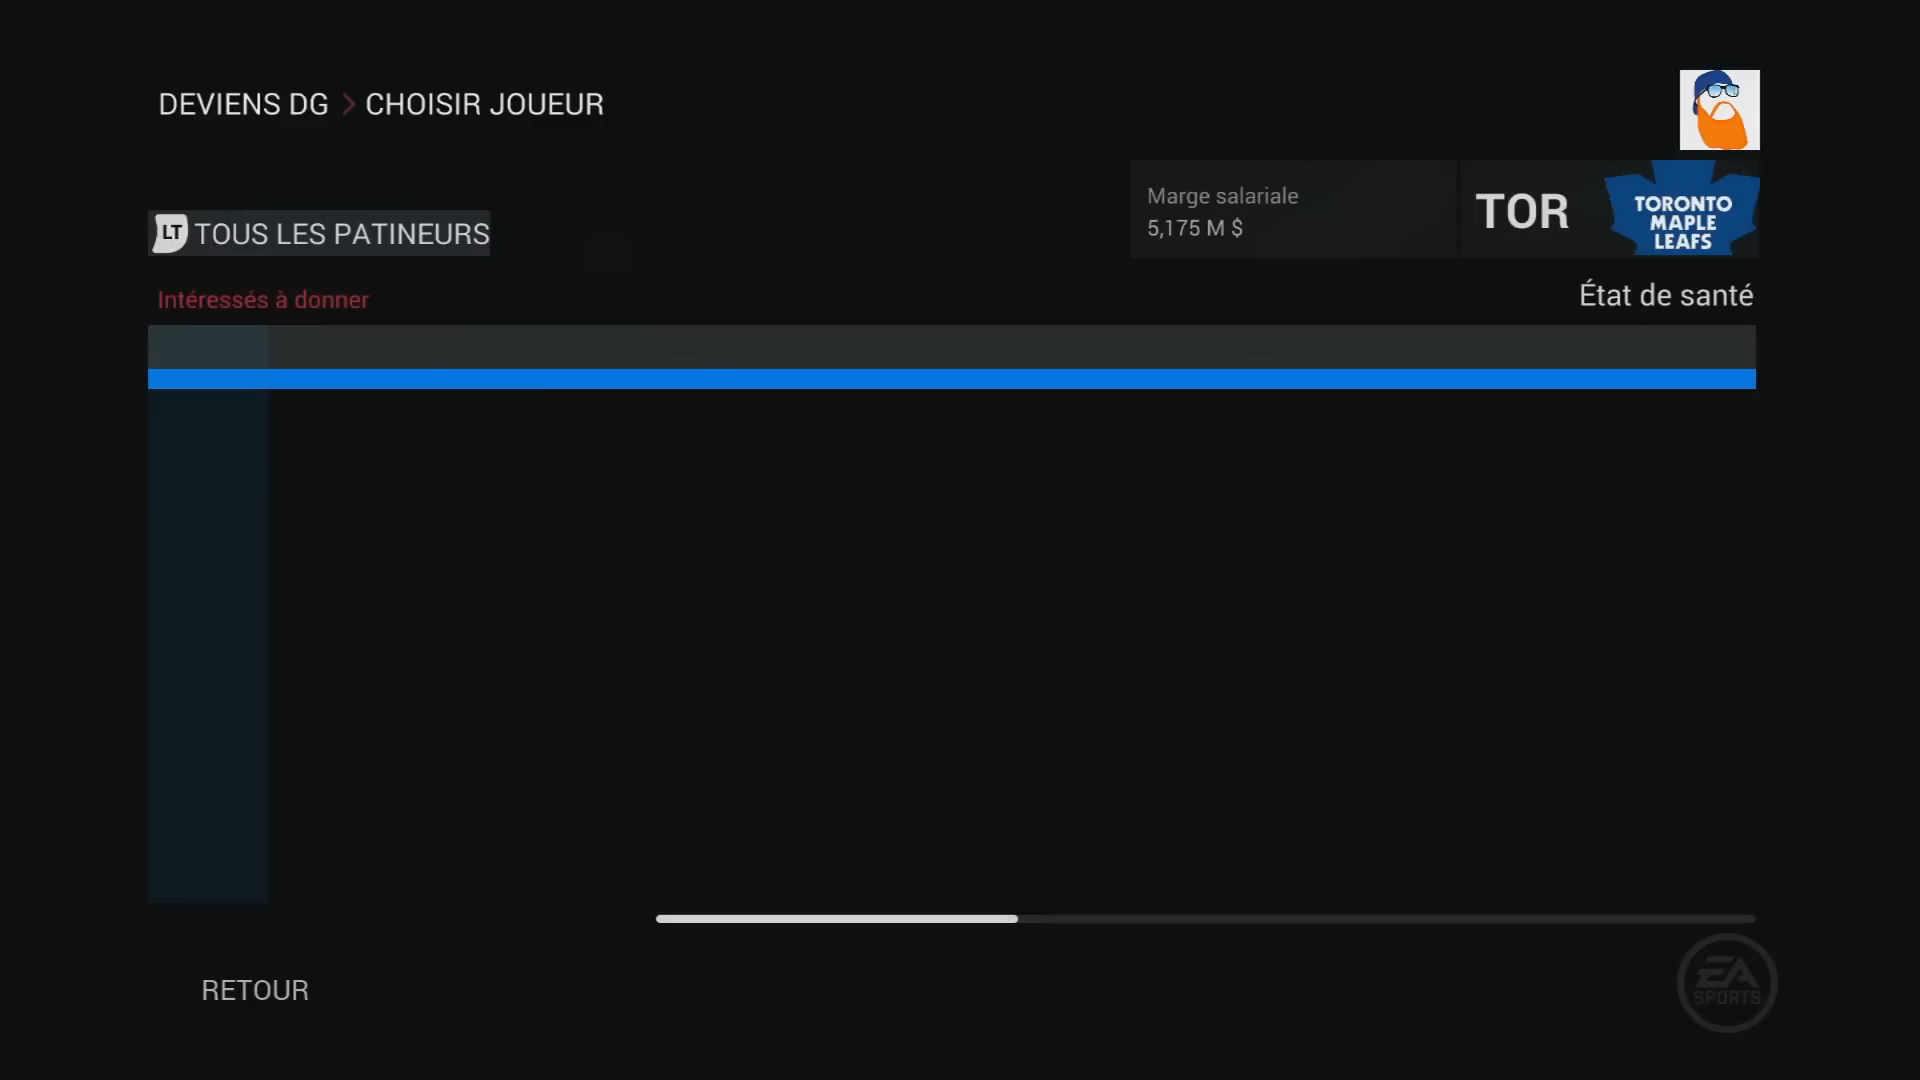 DEVIENS DG > CHOISIR JOUEUR
Marge salariale
5,175 M $
TOR
TORONTO
MAPLE
LEAFS
LT TOUS LES PATINEURS
Intéressés à donner
État de santé
RETOUR
EA
SPORTS